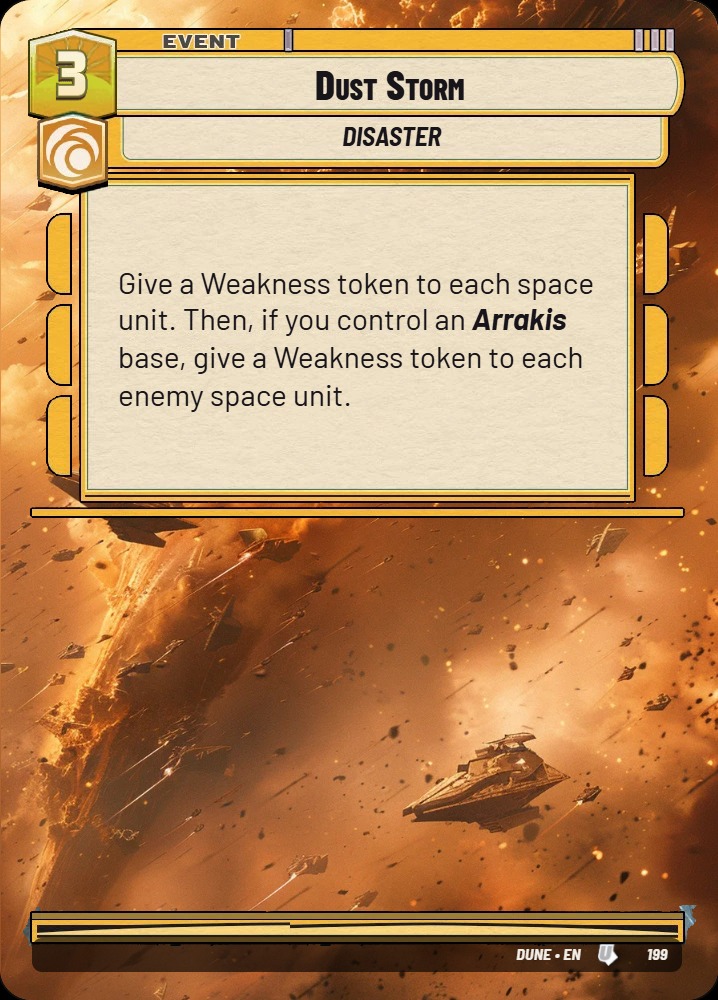 EVENT
3
DUST STORM
DISASTER
Give a Weakness token to each space
unit. Then, if you control an Arrakis
base, give a Weakness token to each
enemy space unit.
DUNE • EN U 199